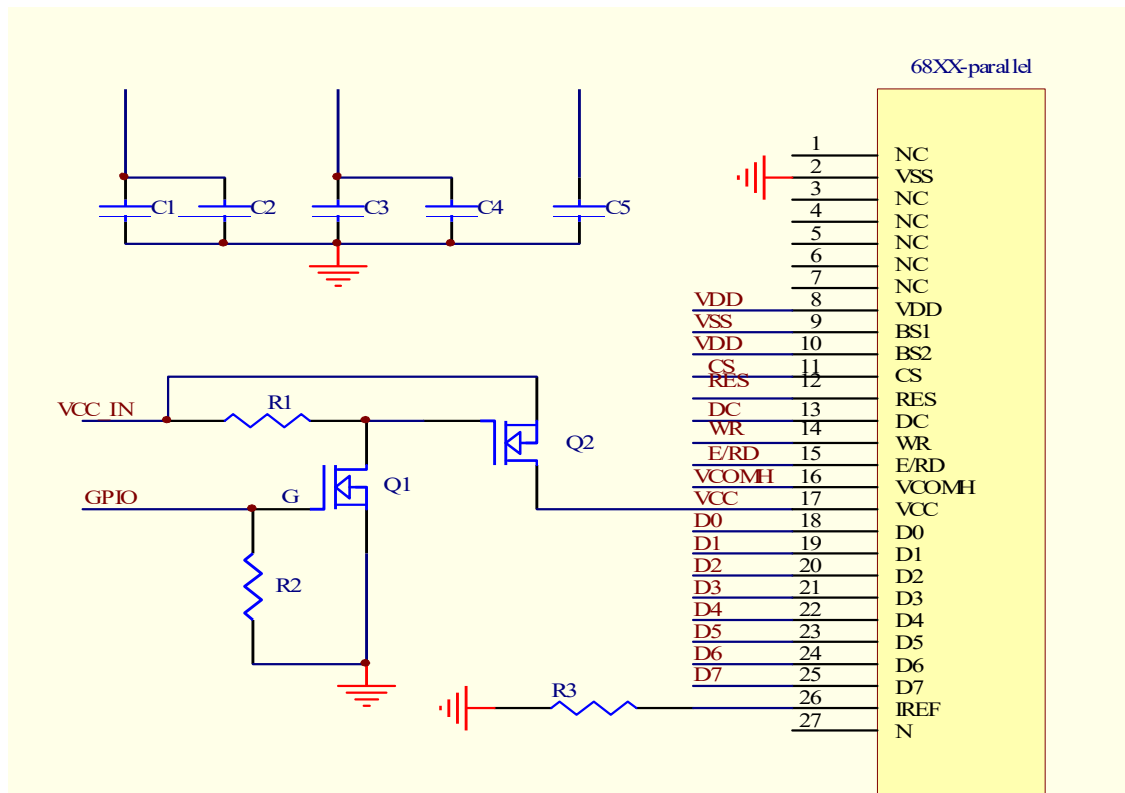 68XX-parallel
C1
C2
C3
C4
C5
1 NC
2 VSS
3 NC
4 NC
5 NC
6 NC
7 NC
VDD 8 VDD
VSS 9 BS1
VDD 10 BS2
CS 11 CS
RES 12 RES
DC 13 DC
WR 14 WR
E/RD 15 E/RD
VCOMH 16 VCOMH
VCC 17 VCC
D0 18 D0
D1 19 D1
D2 20 D2
D3 21 D3
D4 22 D4
D5 23 D5
D6 24 D6
D7 25 D7
26 IREF
27 N
VCC_IN
R1
Q2
GPIO
G
Q1
R2
R3